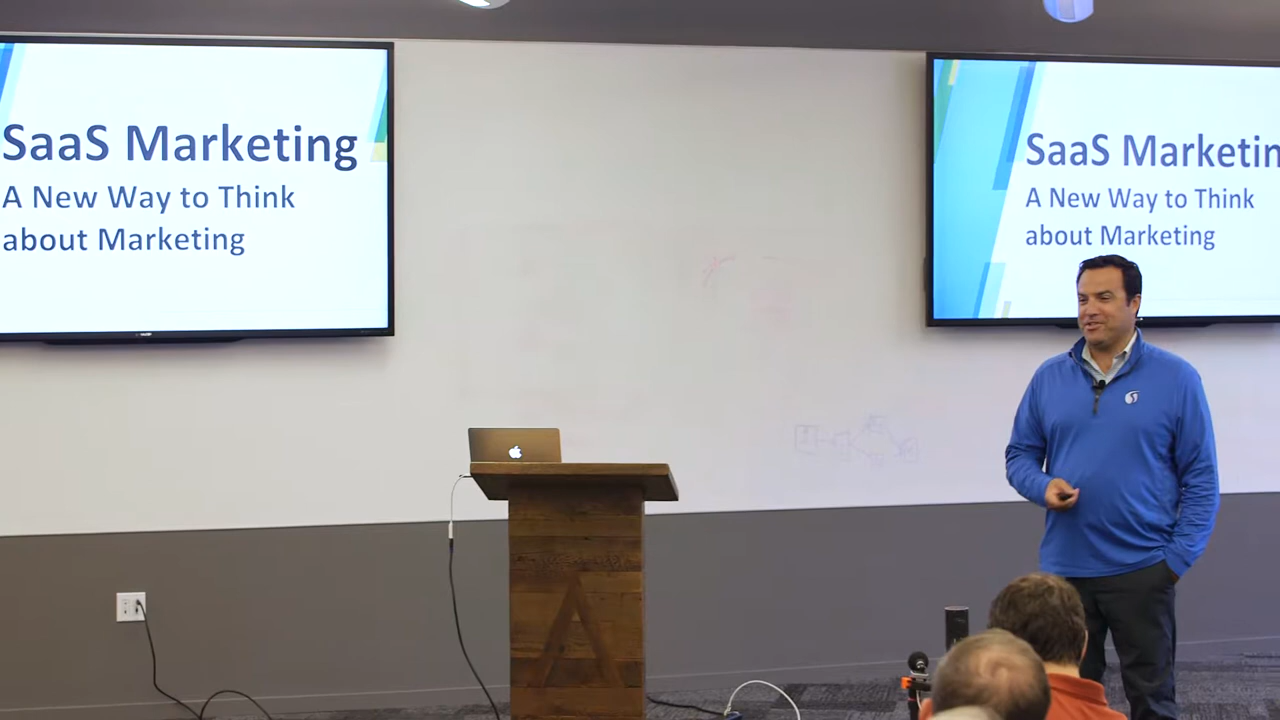 SaaS Marketing
A New Way to Think
about Marketing
SaaS Marketin
A New Way to Think
about Marketing